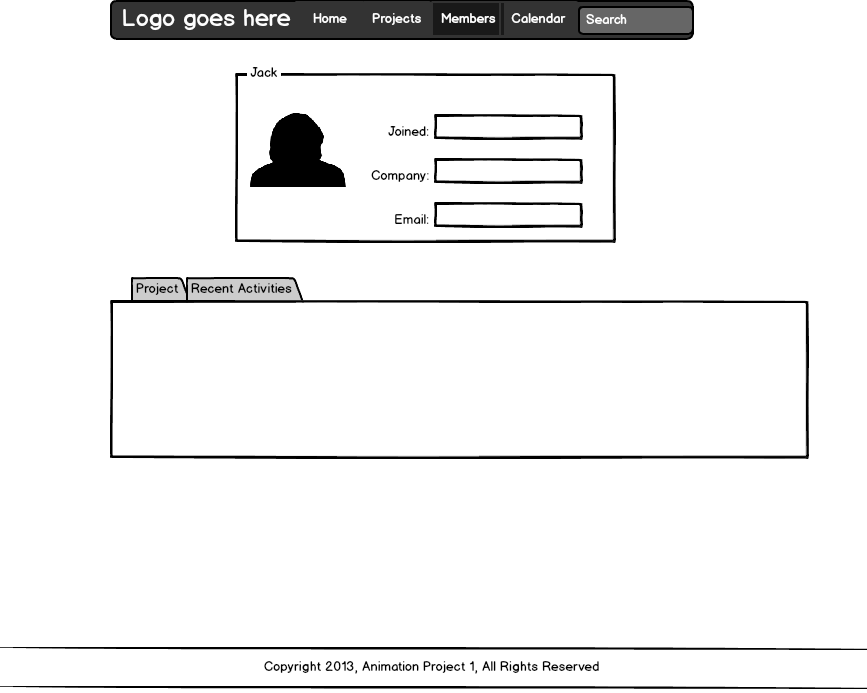 Logo goes here Home Projects Members Calendar Search
Jack
Joined:
Company:
Email:
Project Recent Activities
Copyright 2013, Animation Project 1, All Rights Reserved